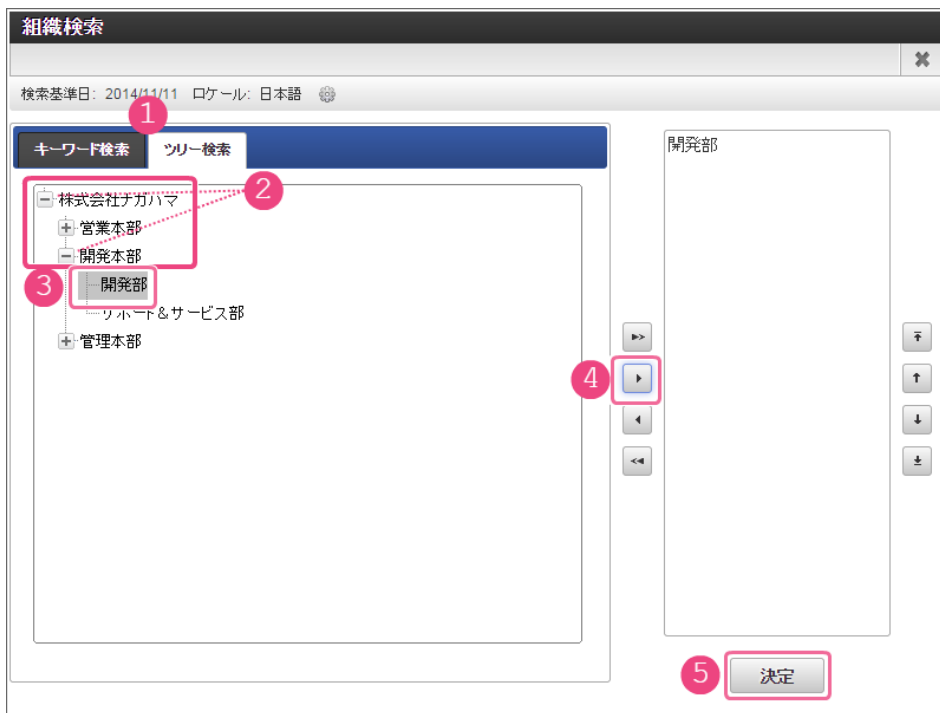 組織検索
検索基準日: 2014/11/11 ロケール: 日本語
1
キーワード検索 ツリー検索
開発部
2
株式会社ナガハマ
営業本部
開発本部
3
開発部
サポート&サービス部
管理本部
4
5
決定